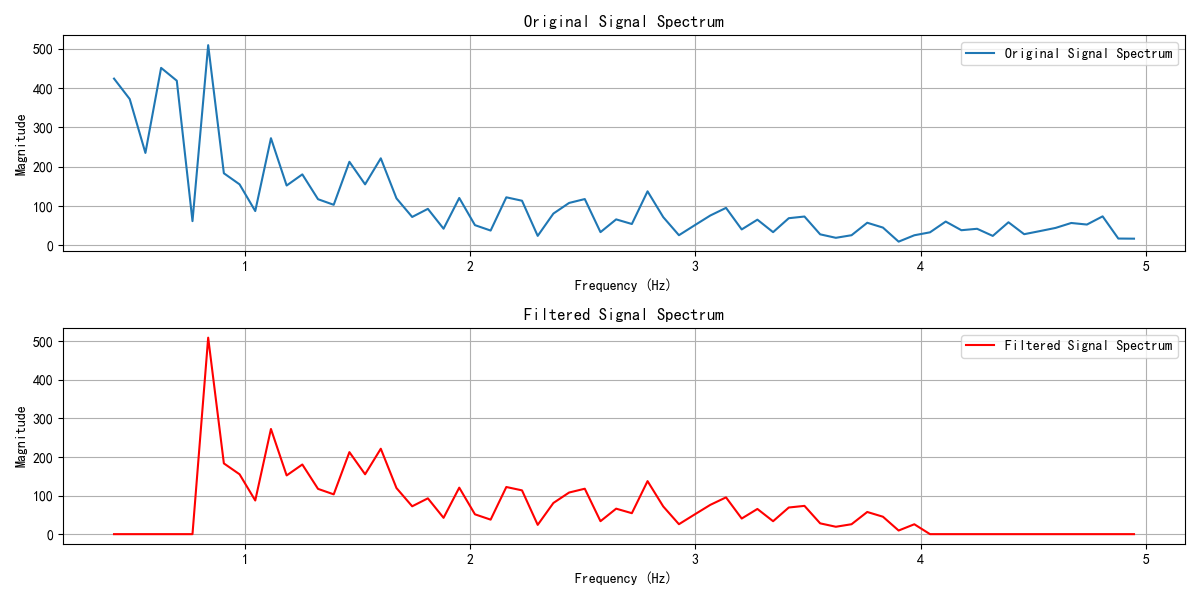 Original Signal Spectrum
500
400
300
200
100
0
Magnitude
Original Signal Spectrum
1 2 3 4 5
Frequency (Hz)
Filtered Signal Spectrum
500
400
300
200
100
0
Magnitude
Filtered Signal Spectrum
1 2 3 4 5
Frequency (Hz)